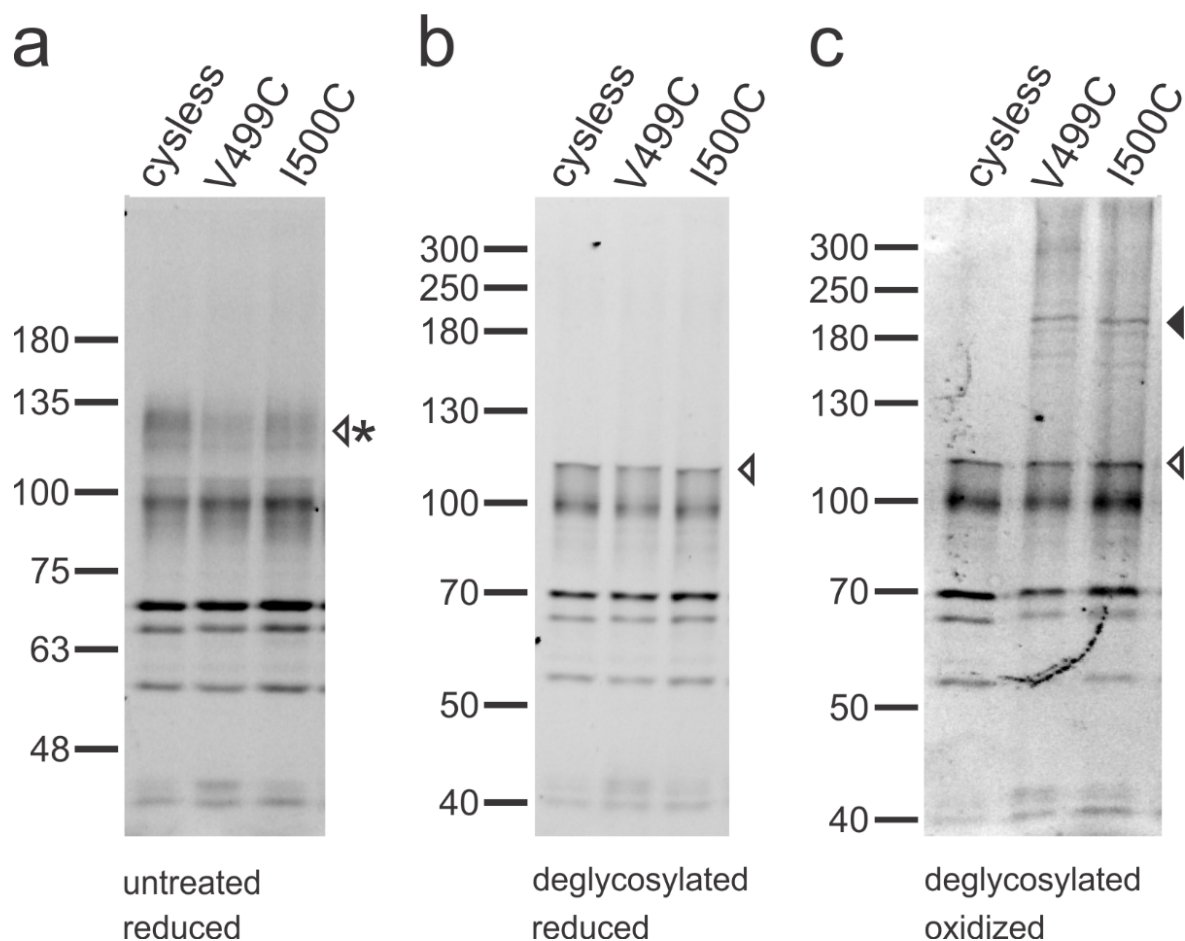 a
cysless
V499C
I500C
180
135
100
75
63
48
*
untreated
reduced
b
cysless
V499C
I500C
300
250
180
130
100
70
50
40
deglycosylated
reduced
c
cysless
V499C
I500C
300
250
180
130
100
70
50
40
deglycosylated
oxidized